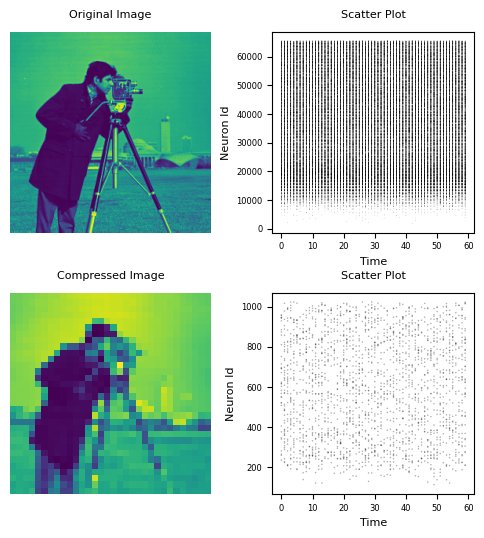 Original Image
Scatter Plot
Neuron Id
60000
50000
40000
30000
20000
10000
0
0 10 20 30 40 50 60
Time
Compressed Image
Scatter Plot
Neuron Id
1000
800
600
400
200
0 10 20 30 40 50 60
Time